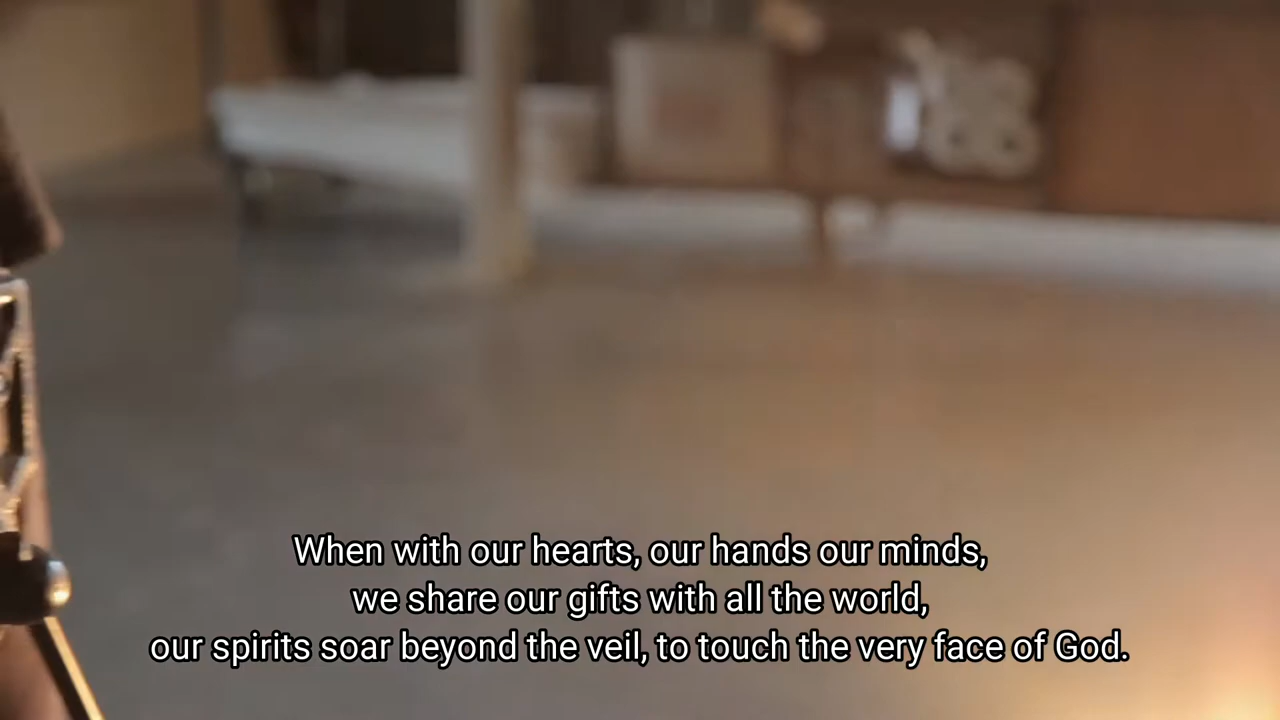 When with our hearts, our hands our minds,
we share our gifts with all the world,
our spirits soar beyond the veil, to touch the very face of God.